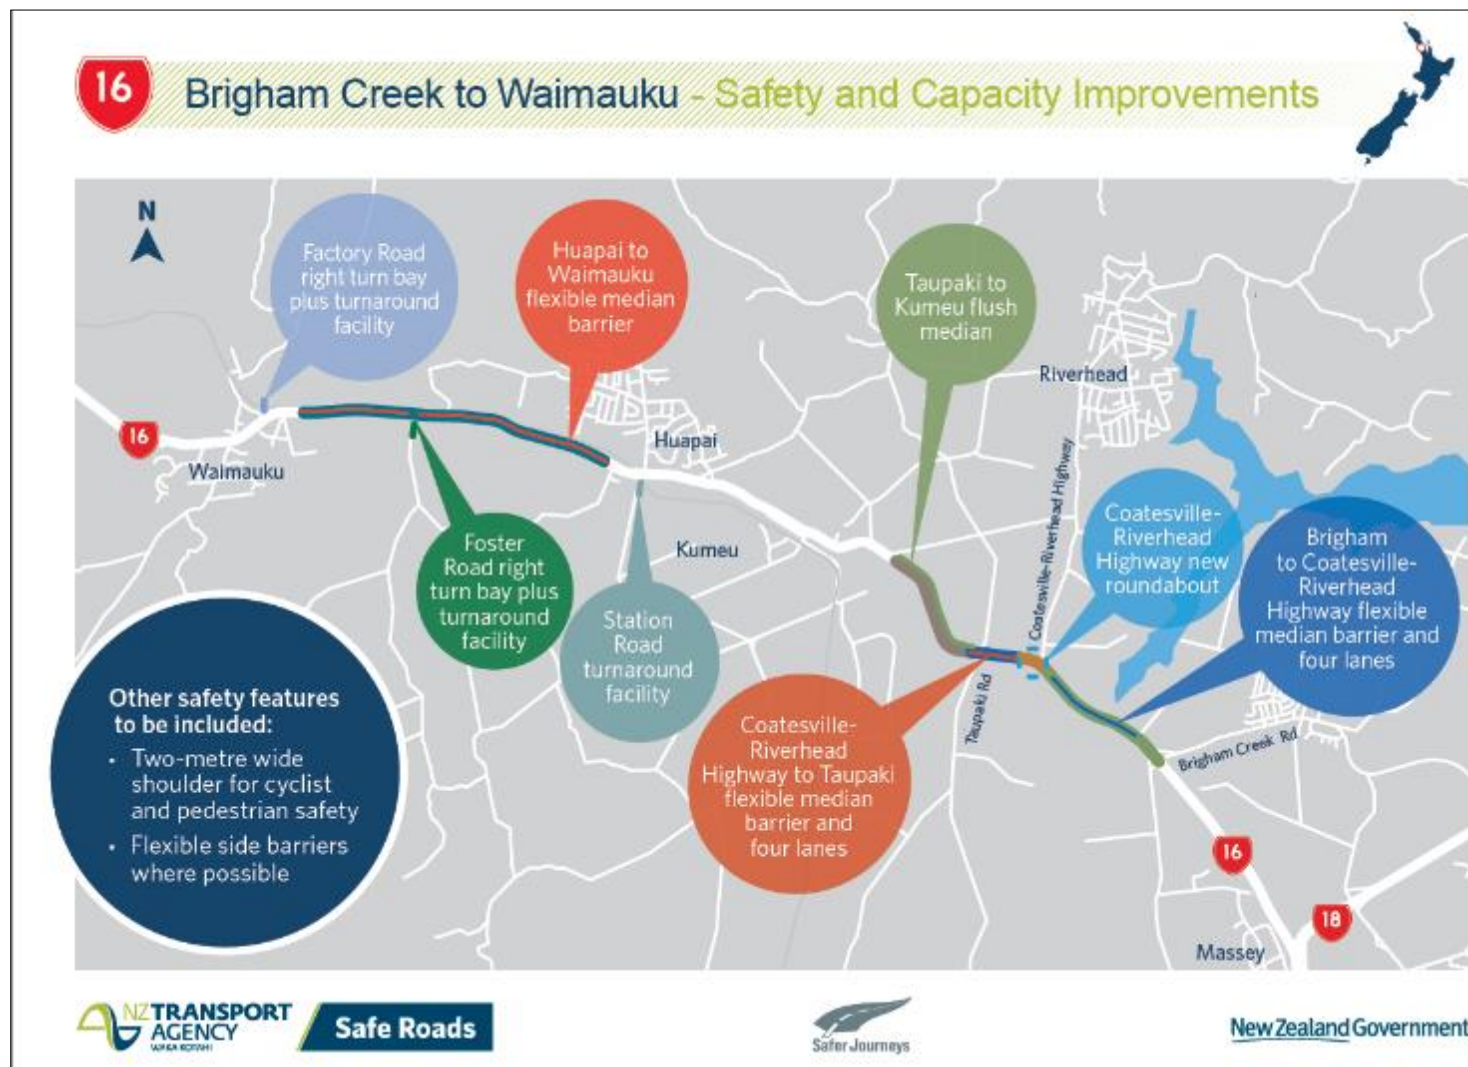 16
Brigham Creek to Waimauku - Safety and Capacity Improvements
N
Factory Road
right turn bay
plus turnaround
facility
Huapai to
Waimauku
flexible median
barrier
Taupaki to
Kumeu flush
median
Riverhead
16
Waimauku
Huapai
Kumeu
Coatesville-Riverhead Highway
Foster
Road right
turn bay plus
turnaround
facility
Station
Road
turnaround
facility
Coatesville-
Riverhead
Highway new
roundabout
Brigham
to Coatesville-
Riverhead
Highway flexible
median barrier and
four lanes
Coatesville-
Riverhead
Highway to Taupaki
flexible median
barrier and
four lanes
Taupaki Rd
Brigham Creek Rd
Other safety features
to be included:
• Two-metre wide
shoulder for cyclist
and pedestrian safety
• Flexible side barriers
where possible
16
18
Massey
NZ TRANSPORT
AGENCY
WAKA KOTAHI
Safe Roads
Safer Journeys
New Zealand Government